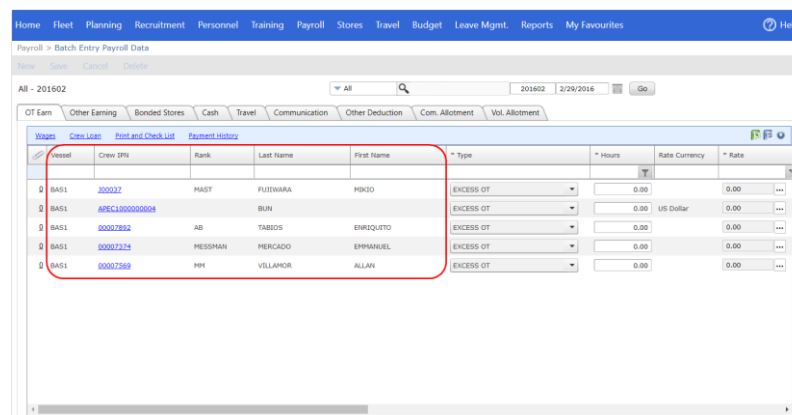 Home Fleet Planning Recruitment Personnel Training Payroll Stores Travel Budget Leave Mgmt. Reports My Favourites He
Payroll > Batch Entry Payroll Data
New Save Cancel Delete
All - 201602 All 201602 2/29/2016 Go
OT Earn Other Earning Bonded Stores Cash Travel Communication Other Deduction Com. Allotment Vol. Allotment
Wages Crew Loan Print and Check List Payment History
Vessel Crew IPN Rank Last Name First Name * Type * Hours Rate Currency * Rate
0 BAS1 J00037 MAST FUJIWARA MIKIO EXCESS OT 0.00 0.00 ...
0 BAS1 APEC1000000004 BUN EXCESS OT 0.00 US Dollar 0.00 ...
0 BAS1 00007892 AB TABIOS ENRIQUITO EXCESS OT 0.00 0.00 ...
0 BAS1 00007374 MESSMAN MERCADO EMMANUEL EXCESS OT 0.00 0.00 ...
0 BAS1 00007569 MM VILLAMOR ALLAN EXCESS OT 0.00 0.00 ...